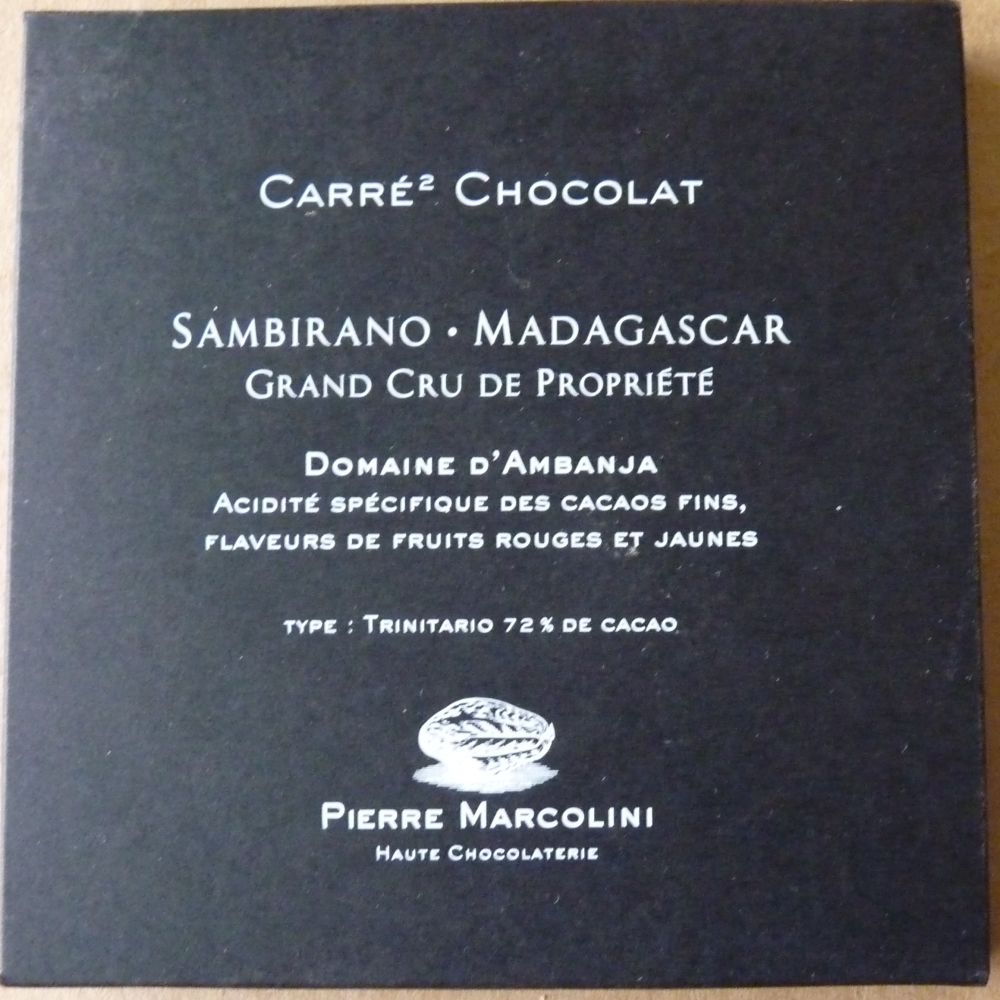 Carré² Chocolat
Sambirano • Madagascar
Grand Cru de Propriété
Domaine d'Ambanja
Acidité spécifique des cacaos fins,
flaveurs de fruits rouges et jaunes
type : Trinitario 72 % de cacao
Pierre Marcolini
Haute Chocolaterie